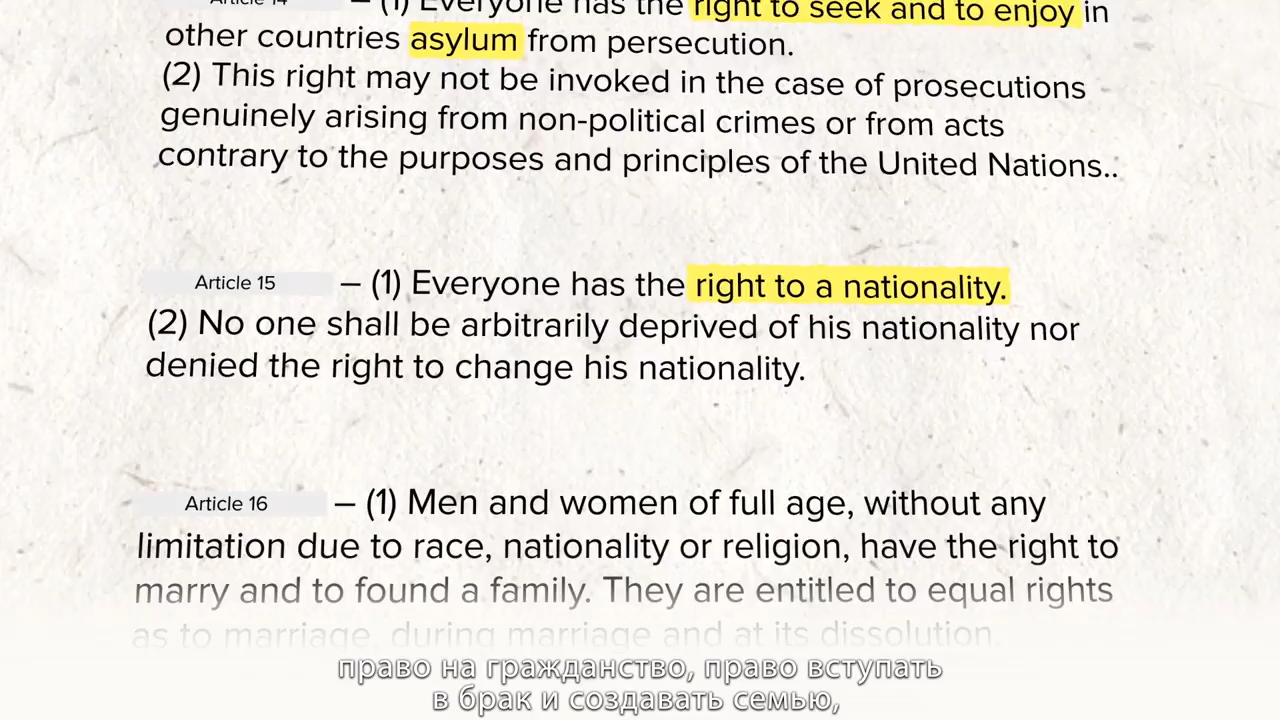 Article 14 – (1) Everyone has the right to seek and to enjoy in
other countries asylum from persecution.
(2) This right may not be invoked in the case of prosecutions
genuinely arising from non-political crimes or from acts
contrary to the purposes and principles of the United Nations..
Article 15 – (1) Everyone has the right to a nationality.
(2) No one shall be arbitrarily deprived of his nationality nor
denied the right to change his nationality.
Article 16 – (1) Men and women of full age, without any
limitation due to race, nationality or religion, have the right to
marry and to found a family. They are entitled to equal rights
as to marriage, during marriage and at its dissolution.
право на гражданство, право вступать
в брак и создавать семью,